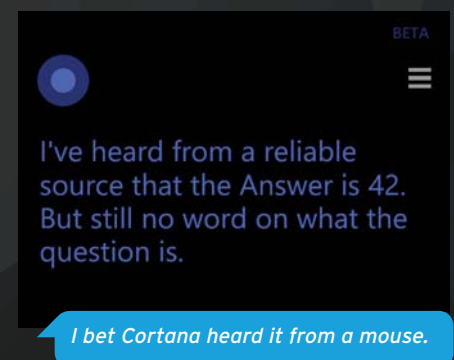 BETA
I've heard from a reliable
source that the Answer is 42.
But still no word on what the
question is.
I bet Cortana heard it from a mouse.